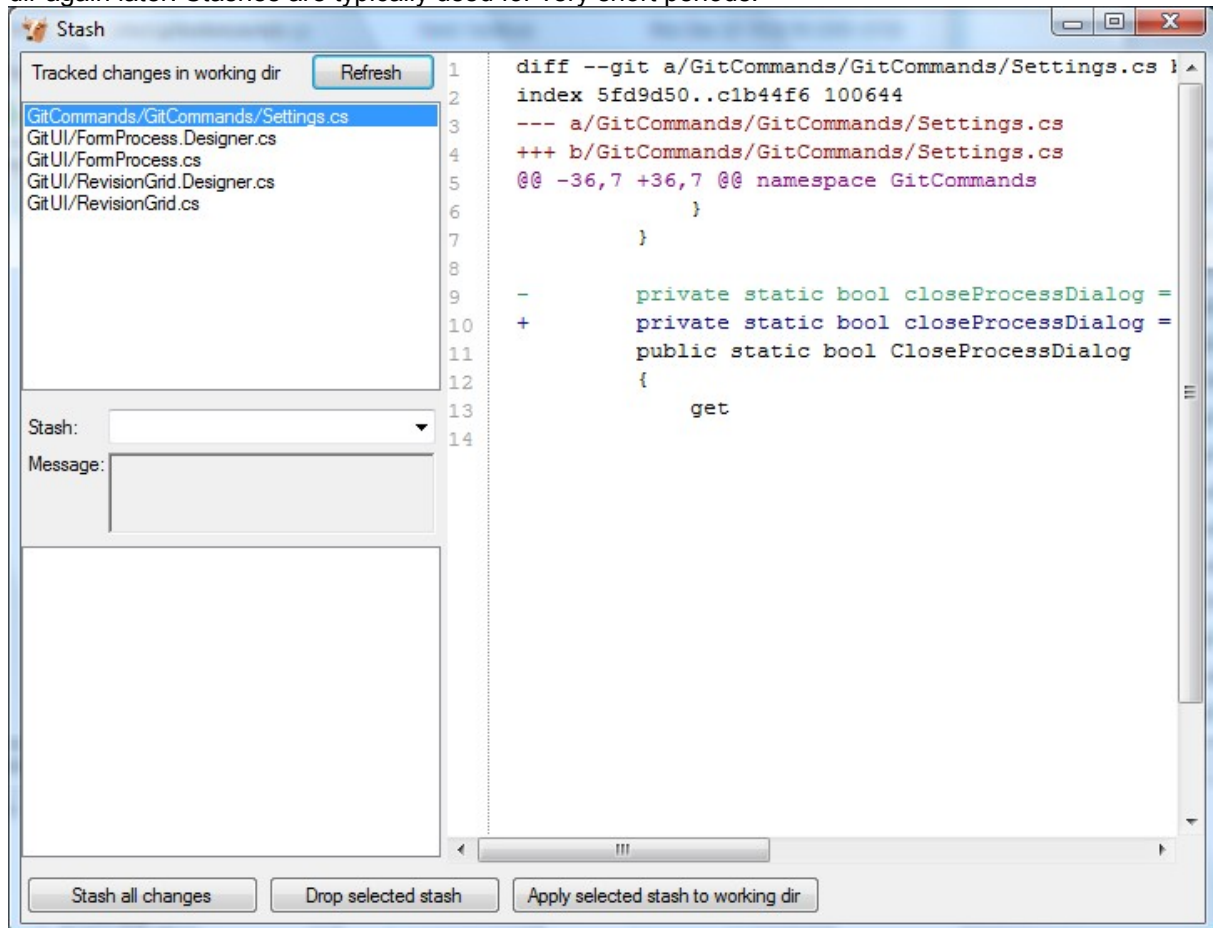 Stash
Tracked changes in working dir
Refresh
GitCommands/GitCommands/Settings.cs
GitUI/FormProcess.Designer.cs
GitUI/FormProcess.cs
GitUI/RevisionGrid.Designer.cs
GitUI/RevisionGrid.cs
Stash:
Message:
1 diff --git a/GitCommands/GitCommands/Settings.cs
2 index 5fd9d50..c1b44f6 100644
3 --- a/GitCommands/GitCommands/Settings.cs
4 +++ b/GitCommands/GitCommands/Settings.cs
5 @@ -36,7 +36,7 @@ namespace GitCommands
6 }
7 }
8
9 - private static bool closeProcessDialog =
10 + private static bool closeProcessDialog =
11 public static bool CloseProcessDialog
12 {
13 get
14
Stash all changes
Drop selected stash
Apply selected stash to working dir